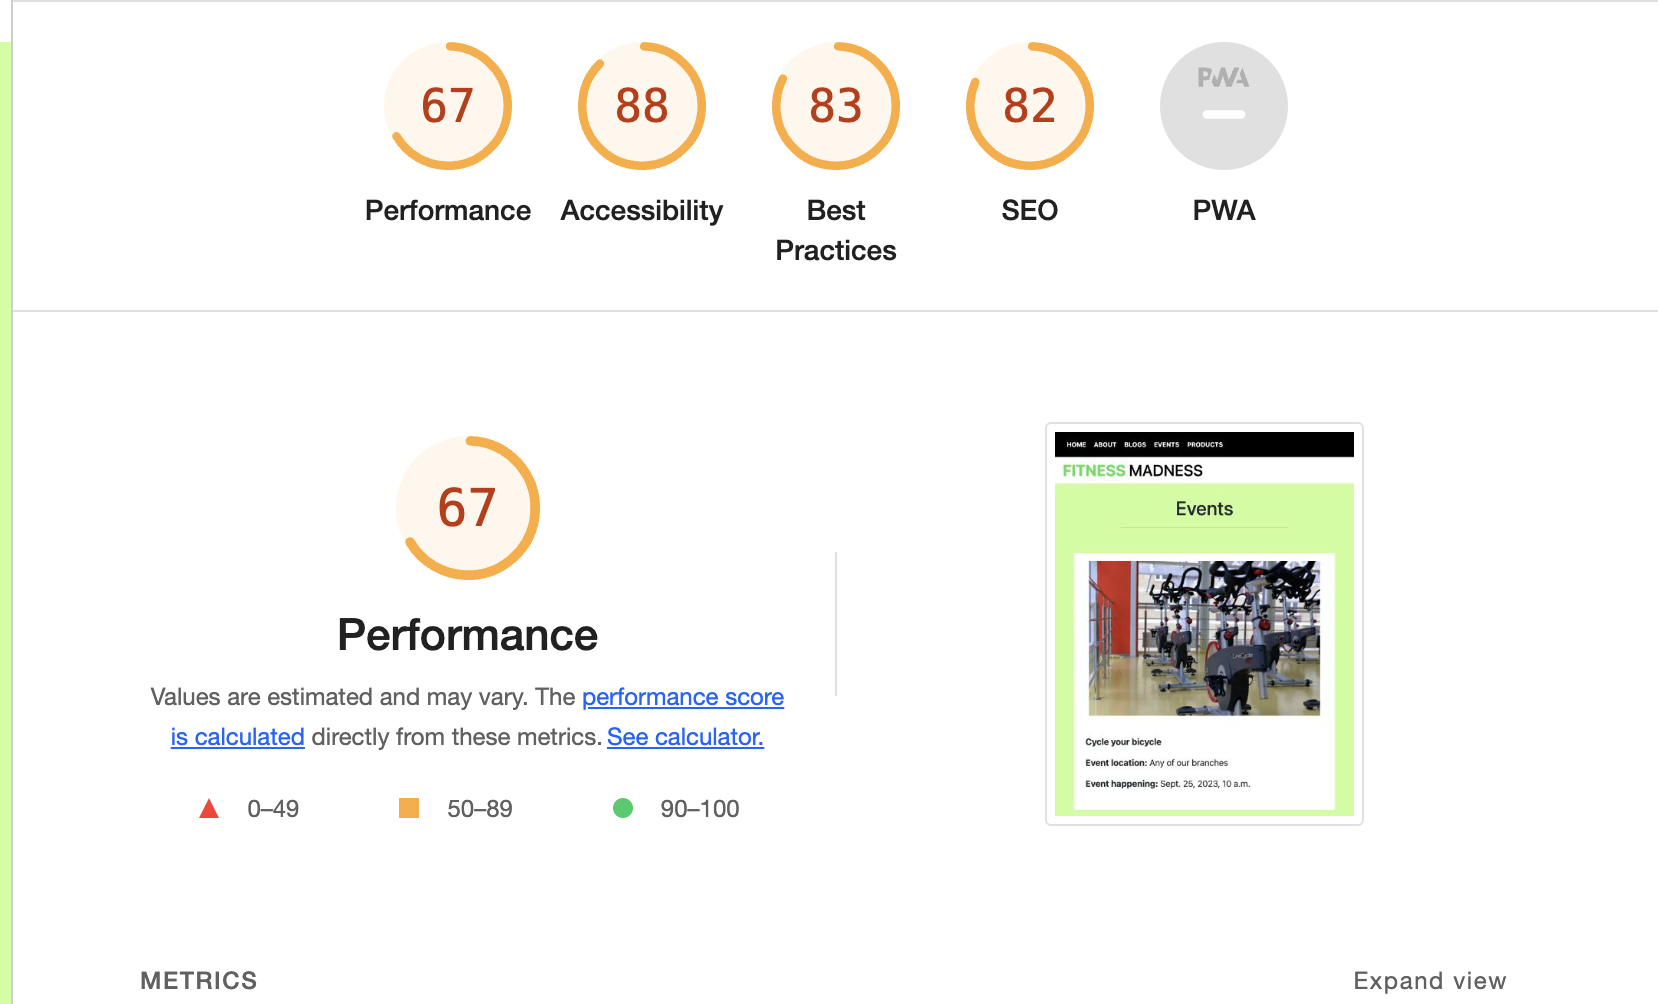 67
88
83
82
PWA
Performance
Accessibility
Best
Practices
SEO
PWA
67
Performance
Values are estimated and may vary. The performance score
is calculated directly from these metrics. See calculator.
0–49
50–89
90–100
HOME ABOUT BLOGS EVENTS PRODUCTS
FITNESS MADNESS
Events
Cycle your bicycle
Event location: Any of our branches
Event happening: Sept. 25, 2023, 10 a.m.
METRICS
Expand view